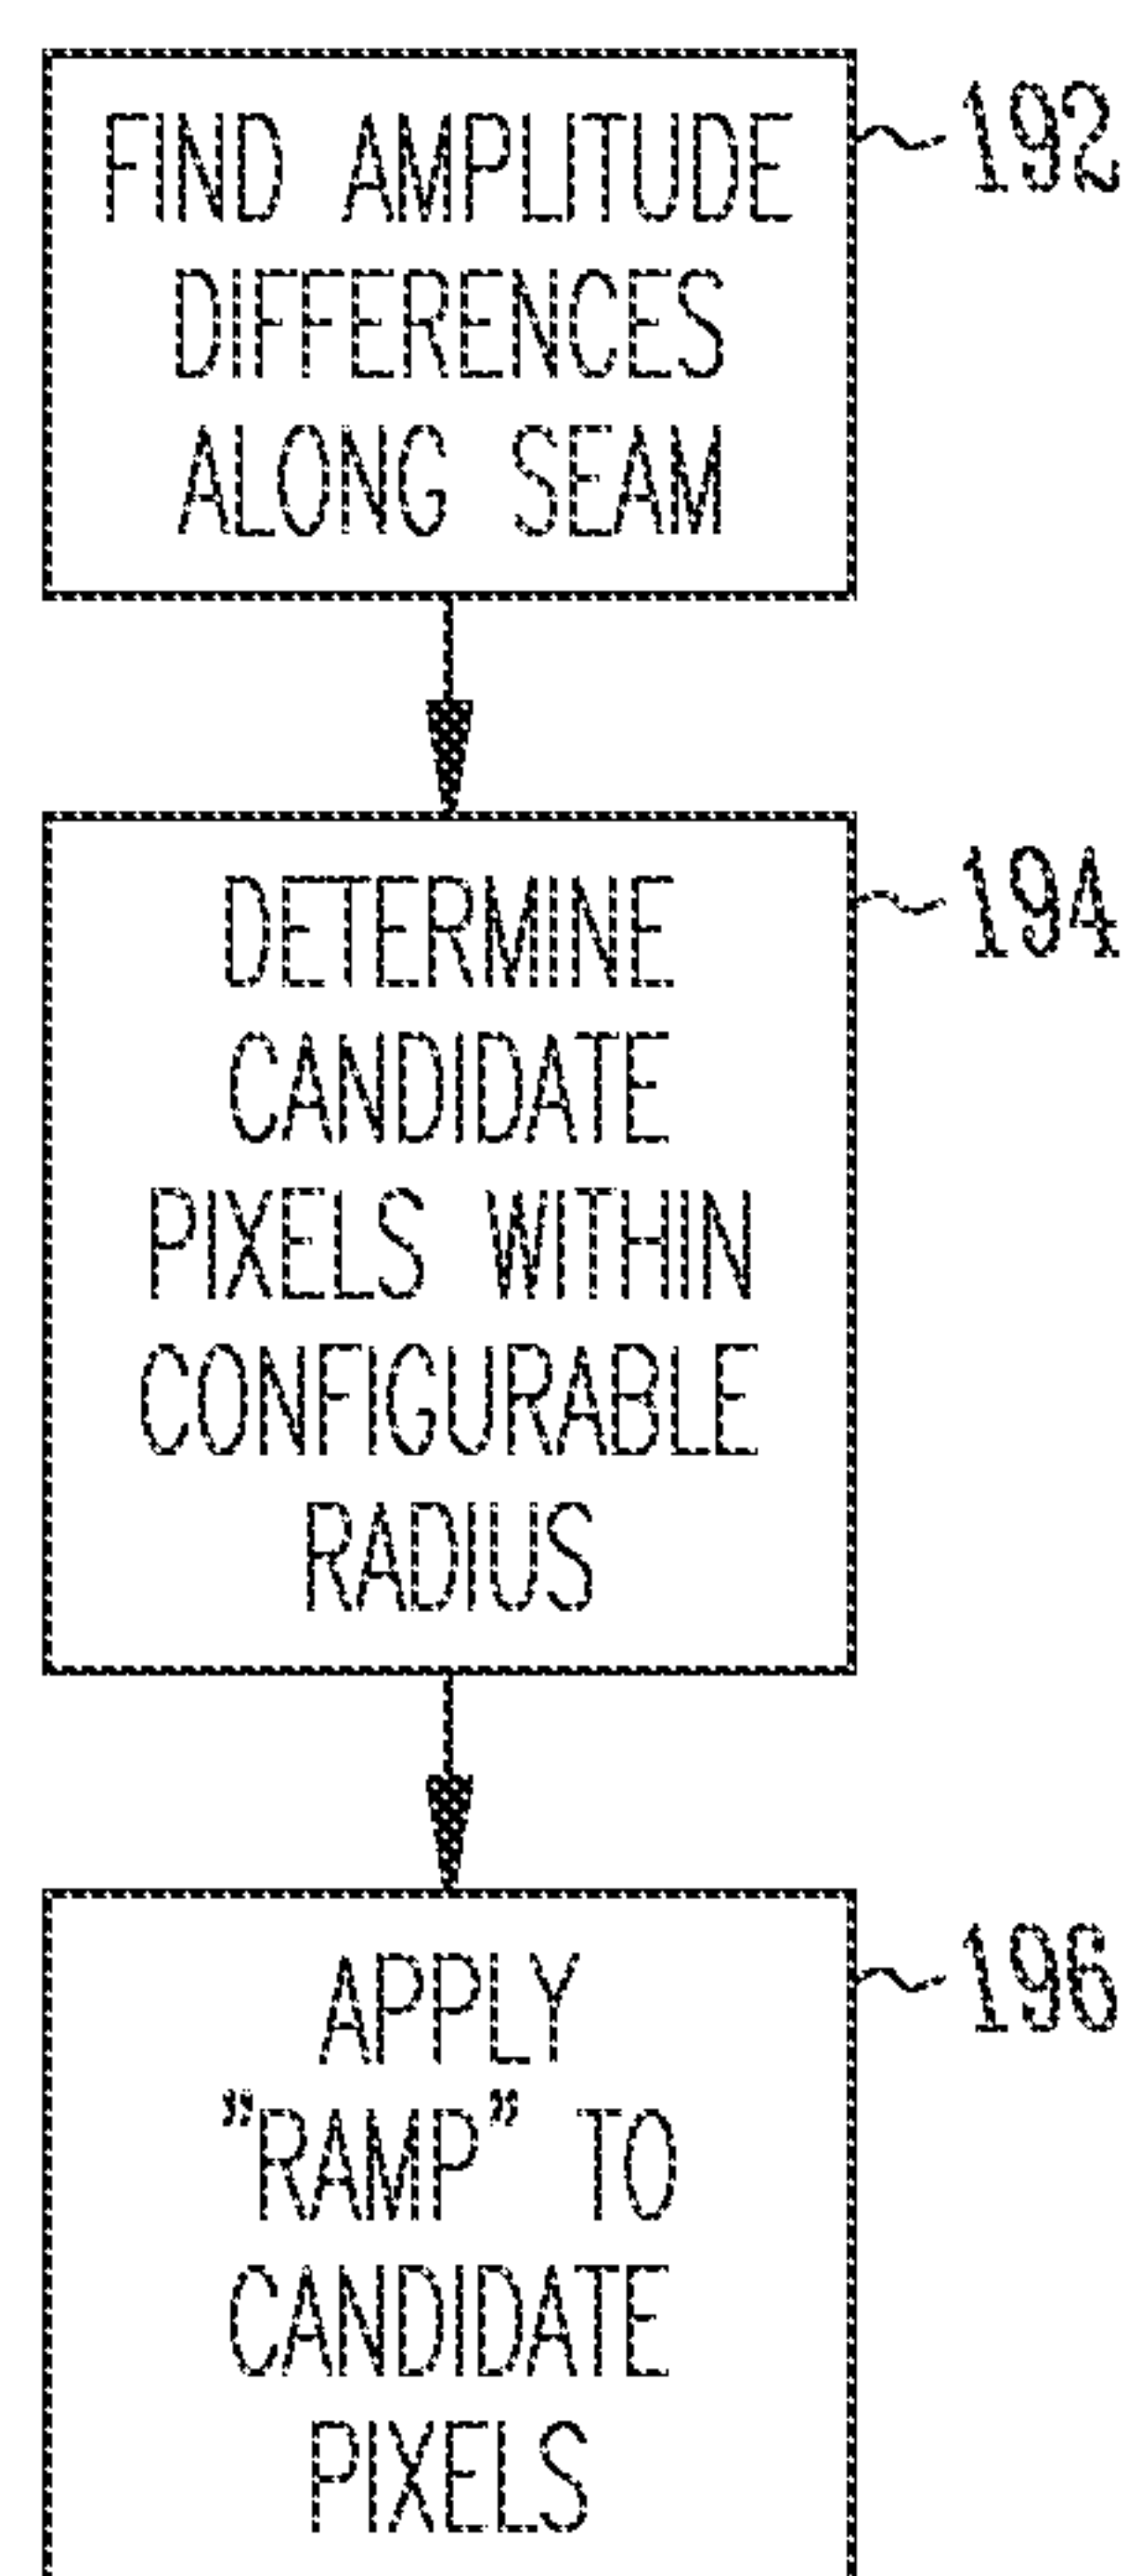 FIND AMPLITUDE
DIFFERENCES
ALONG SEAM
192
DETERMINE
CANDIDATE
PIXELS WITHIN
CONFIGURABLE
RADIUS
194
APPLY
"RAMP" TO
CANDIDATE
PIXELS
196